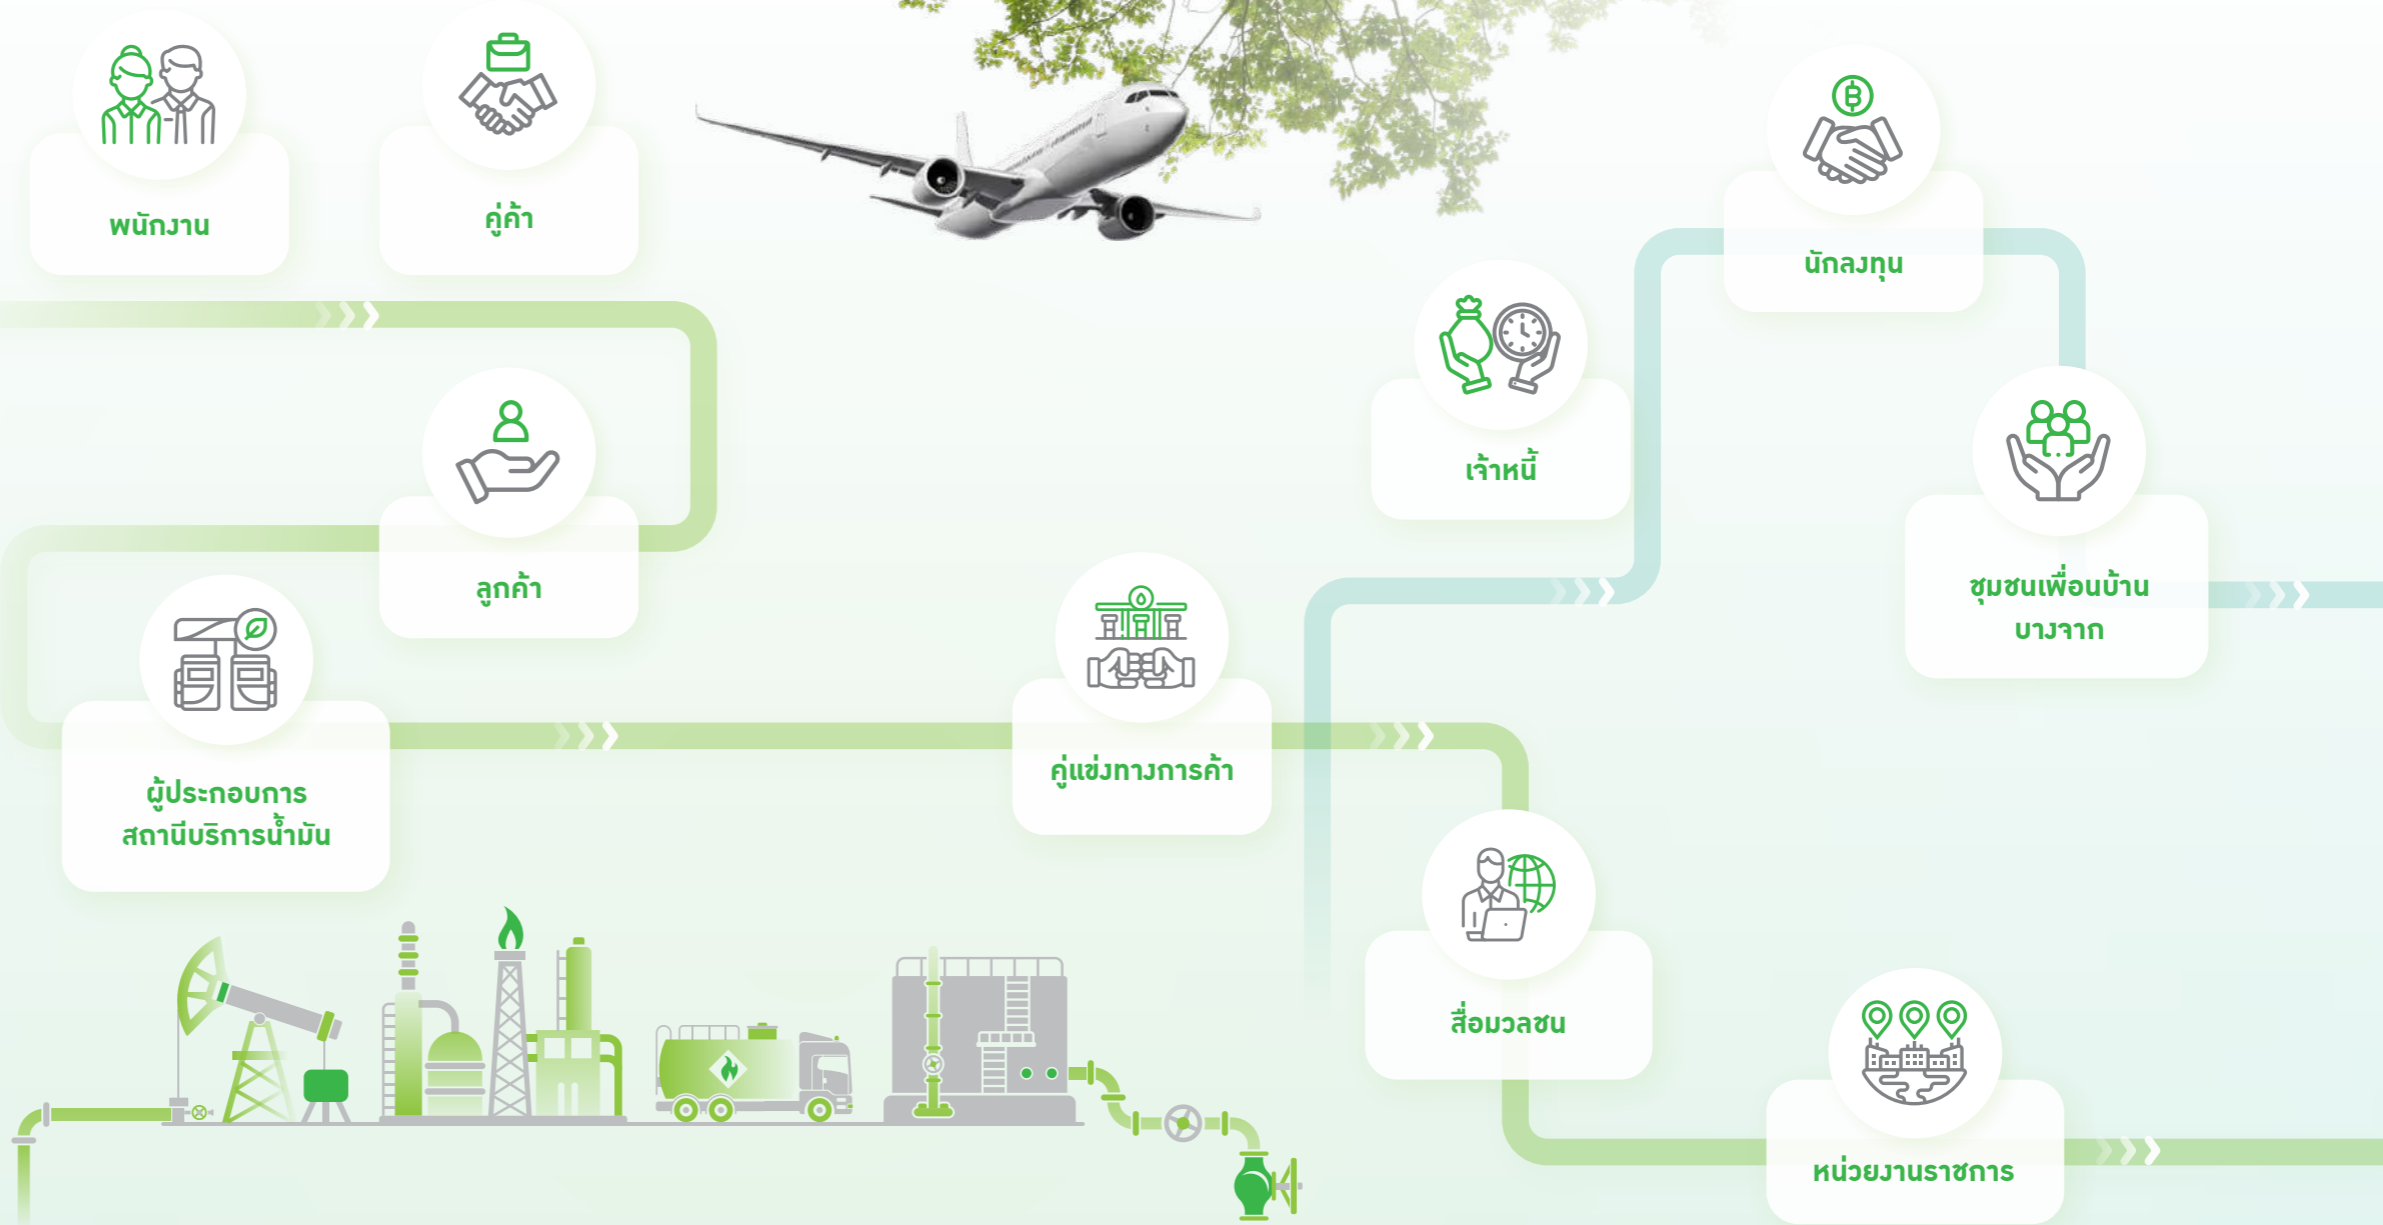 พนักงาน
คู่ค้า
นักลงทุน
เจ้าหนี้
ลูกค้า
ชุมชนเพื่อนบ้าน
บางจาก
ผู้ประกอบการ
สถานีบริการน้ำมัน
คู่แข่งทางการค้า
สื่อมวลชน
หน่วยงานราชการ